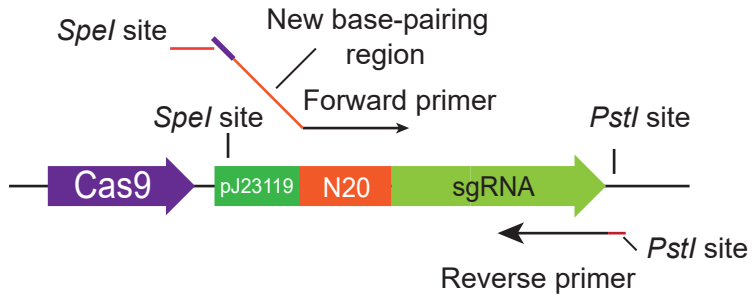 SpeI site
New base-pairing
region
Forward primer
SpeI site
PstI site
Cas9
pJ23119
N20
sgRNA
PstI site
Reverse primer